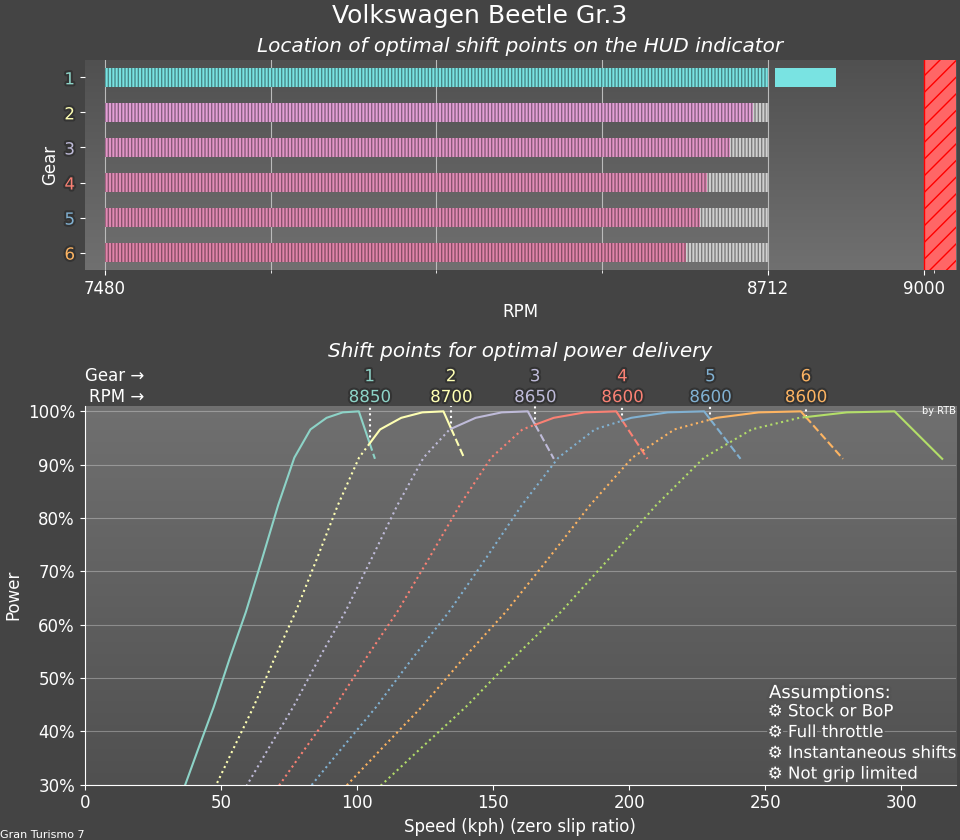 Volkswagen Beetle Gr.3
Location of optimal shift points on the HUD indicator
Gear
1
2
3
4
5
6
7480 8712 9000
RPM
Shift points for optimal power delivery
Gear → 1 2 3 4 5 6
RPM → 8850 8700 8650 8600 8600 8600
by RTB
Power
100%
90%
80%
70%
60%
50%
40%
30%
Assumptions:
⚙ Stock or BoP
⚙ Full throttle
⚙ Instantaneous shifts
⚙ Not grip limited
0 50 100 150 200 250 300
Speed (kph) (zero slip ratio)
Gran Turismo 7